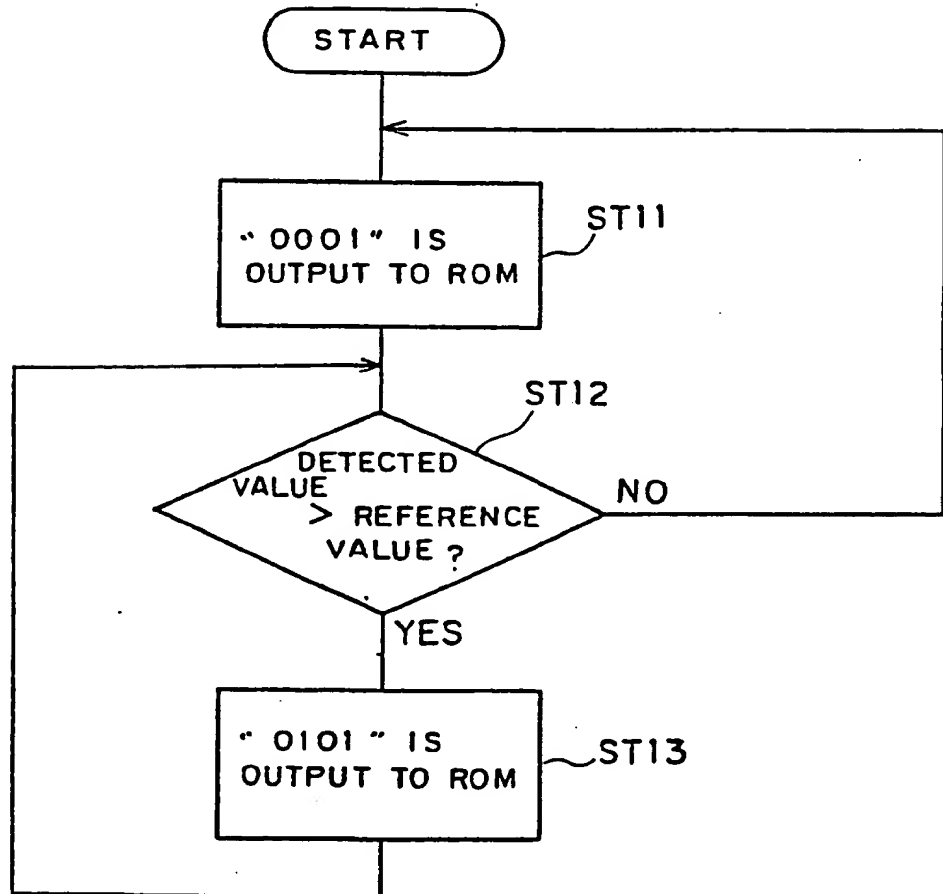 START
"0001" IS
OUTPUT TO ROM
ST11
ST12
DETECTED
VALUE
> REFERENCE
VALUE?
NO
YES
"0101" IS
OUTPUT TO ROM
ST13